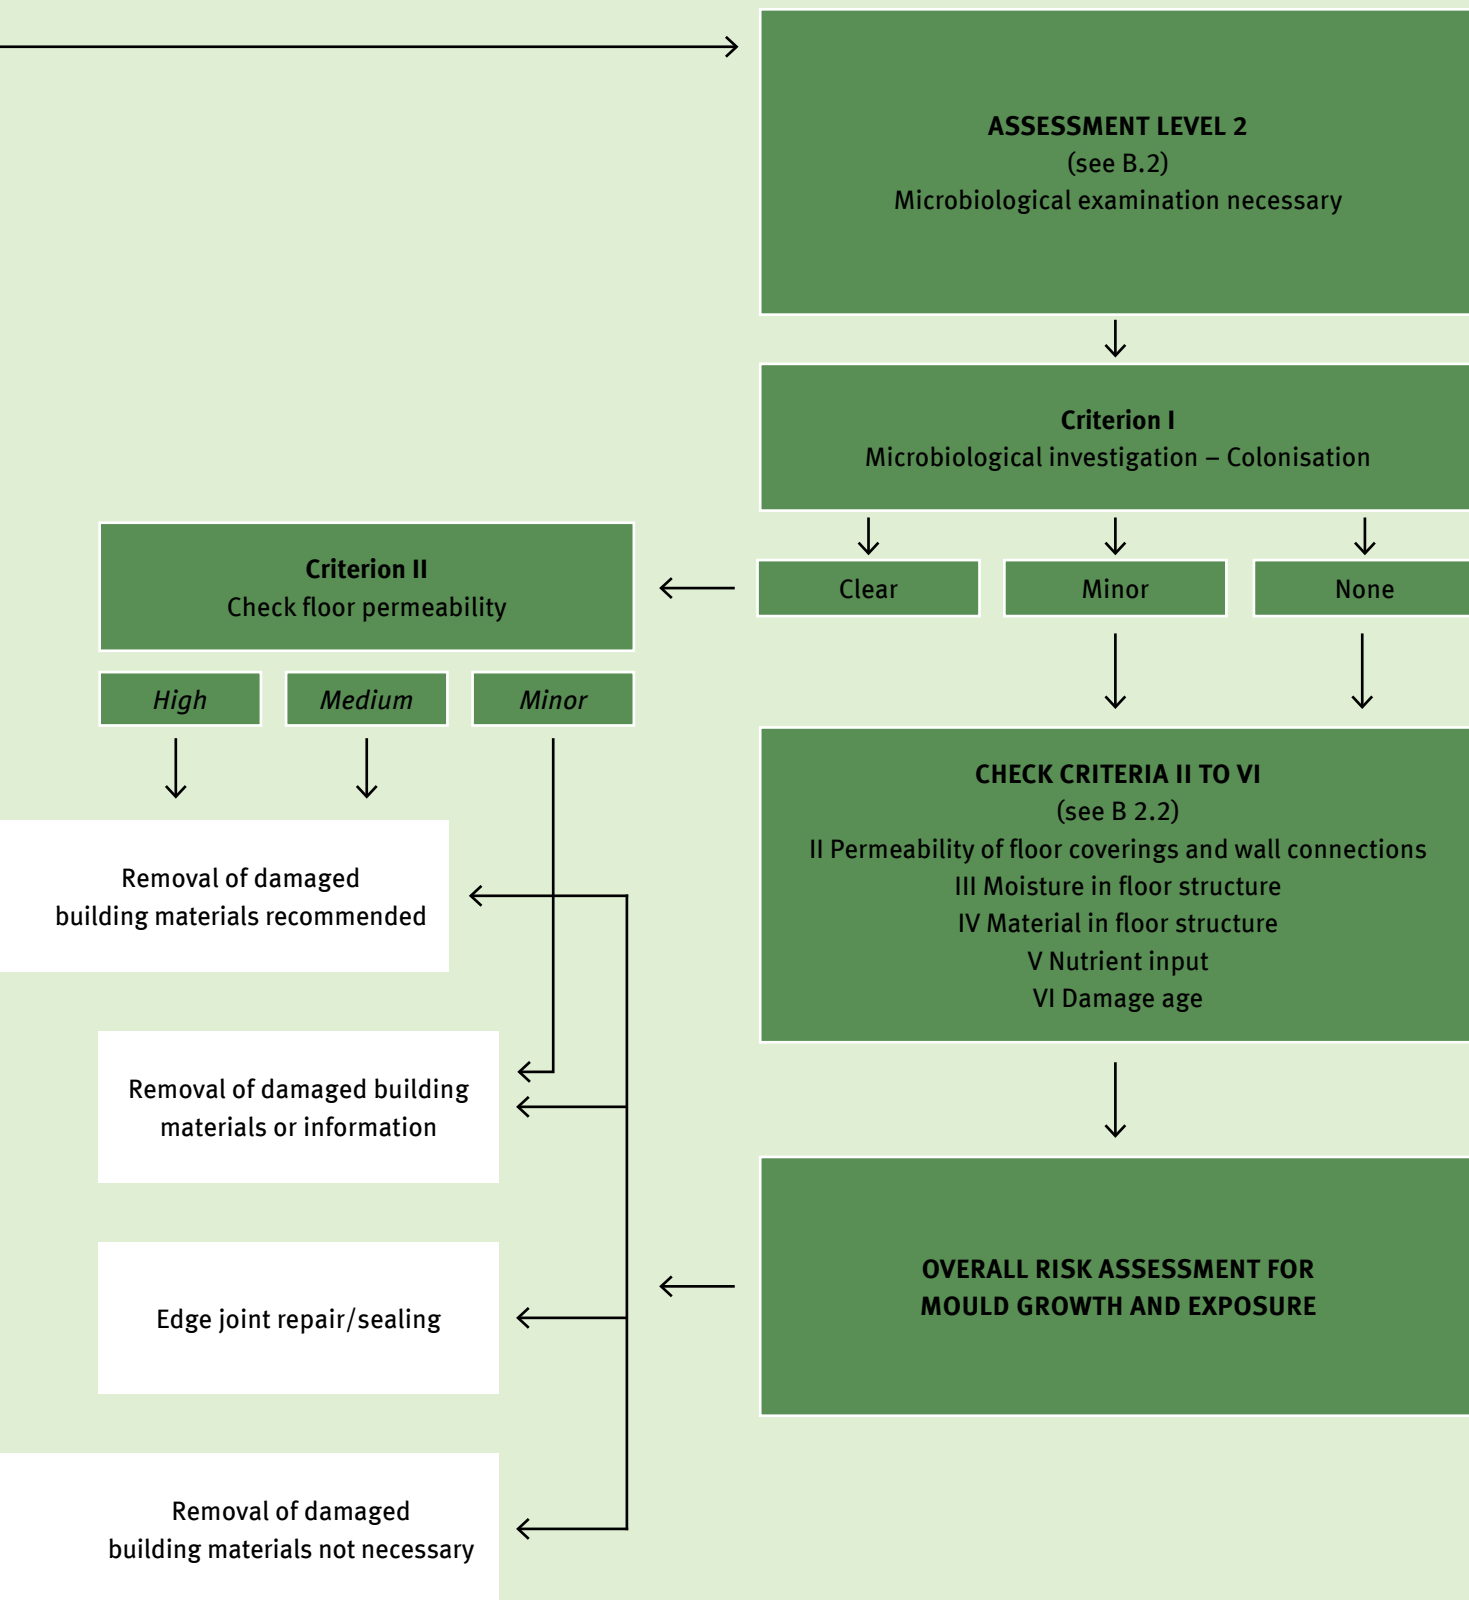 ASSESSMENT LEVEL 2
(see B.2)
Microbiological examination necessary
Criterion I
Microbiological investigation – Colonisation
Clear
Minor
None
Criterion II
Check floor permeability
High
Medium
Minor
CHECK CRITERIA II TO VI
(see B 2.2)
II Permeability of floor coverings and wall connections
III Moisture in floor structure
IV Material in floor structure
V Nutrient input
VI Damage age
Removal of damaged
building materials recommended
Removal of damaged building
materials or information
OVERALL RISK ASSESSMENT FOR
MOULD GROWTH AND EXPOSURE
Edge joint repair/sealing
Removal of damaged
building materials not necessary